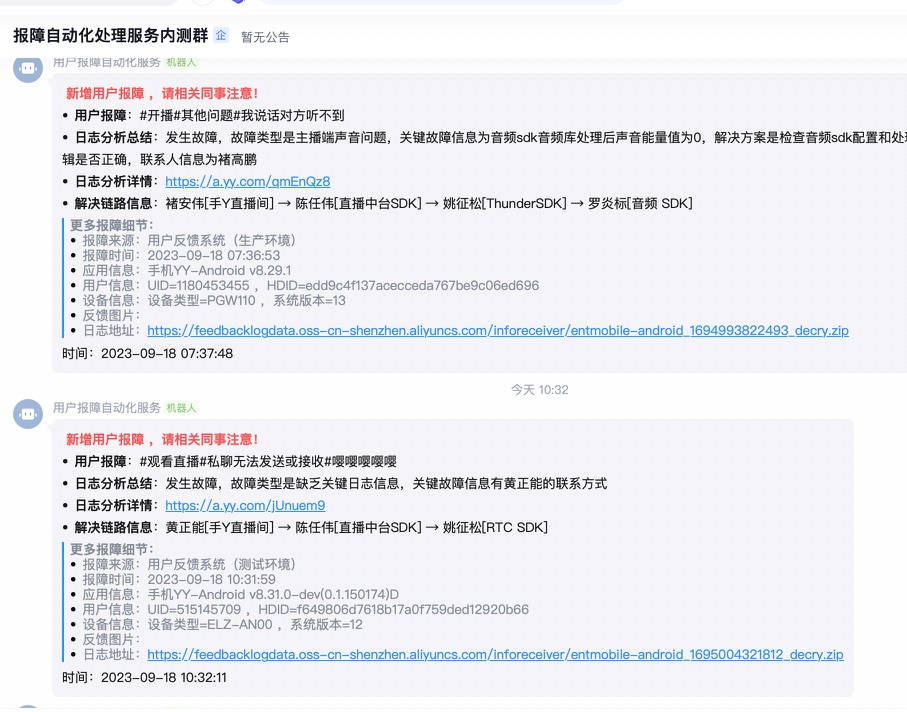 报障自动化处理服务内测群 企 暂无公告
用户报障自动化服务 机器人
新增用户报障 ，请相关同事注意！
• 用户报障：#开播#其他问题#我说话对方听不到
• 日志分析总结：发生故障，故障类型是主播端声音问题，关键故障信息为音频sdk音频库处理后声音能量值为0，解决方案是检查音频sdk配置和处
辑是否正确，联系人信息为褚高鹏
• 日志分析详情：https://a.yy.com/qmEnQz8
• 解决链路信息：褚安伟[手Y直播间] → 陈任伟[直播中台SDK] → 姚征松[ThunderSDK] → 罗炎标[音频 SDK]
更多报障细节：
• 报障来源：用户反馈系统（生产环境）
• 报障时间：2023-09-18 07:36:53
• 应用信息：手机YY-Android v8.29.1
• 用户信息：UID=1180453455 ，HDID=edd9c4f137acecceda767be9c06ed696
• 设备信息：设备类型=PGW110 ，系统版本=13
• 反馈图片：
• 日志地址：https://feedbacklogdata.oss-cn-shenzhen.aliyuncs.com/inforeceiver/entmobile-android_1694993822493_decry.zip
时间：2023-09-18 07:37:48
今天 10:32
用户报障自动化服务 机器人
新增用户报障 ，请相关同事注意！
• 用户报障：#观看直播#私聊无法发送或接收#嘤嘤嘤嘤嘤
• 日志分析总结：发生故障，故障类型是缺乏关键日志信息，关键故障信息有黄正能的联系方式
• 日志分析详情：https://a.yy.com/jUnuem9
• 解决链路信息：黄正能[手Y直播间] → 陈任伟[直播中台SDK] → 姚征松[RTC SDK]
更多报障细节：
• 报障来源：用户反馈系统（测试环境）
• 报障时间：2023-09-18 10:31:59
• 应用信息：手机YY-Android v8.31.0-dev(0.1.150174)D
• 用户信息：UID=515145709 ，HDID=f649806d7618b17a0f759ded12920b66
• 设备信息：设备类型=ELZ-AN00 ，系统版本=12
• 反馈图片：
• 日志地址：https://feedbacklogdata.oss-cn-shenzhen.aliyuncs.com/inforeceiver/entmobile-android_1695004321812_decry.zip
时间：2023-09-18 10:32:11